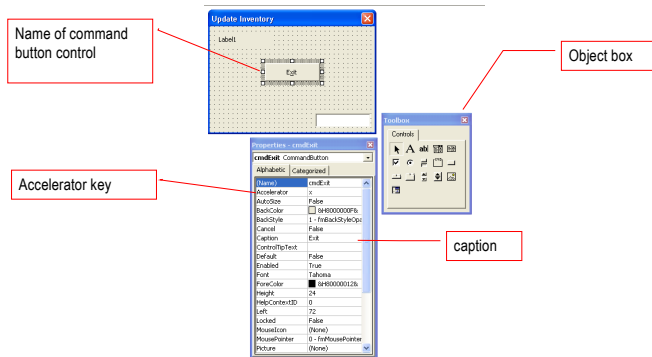 Update Inventory
Name of command
button control
Label1
Exit
Object box
Toolbox
Controls
A abl
Properties - cmdExit
cmdExit CommandButton
Alphabetic Categorized
(Name) cmdExit
Accelerator key
Accelerator x
AutoSize False
BackColor &H8000000F&
BackStyle 1 - fmBackStyleOpa
Cancel False
Caption Exit
caption
ControlTipText
Default False
Enabled True
Font Tahoma
ForeColor &H80000012&
Height 24
HelpContextID 0
Left 72
Locked False
MouseIcon (None)
MousePointer 0 - fmMousePointer
Picture (None)